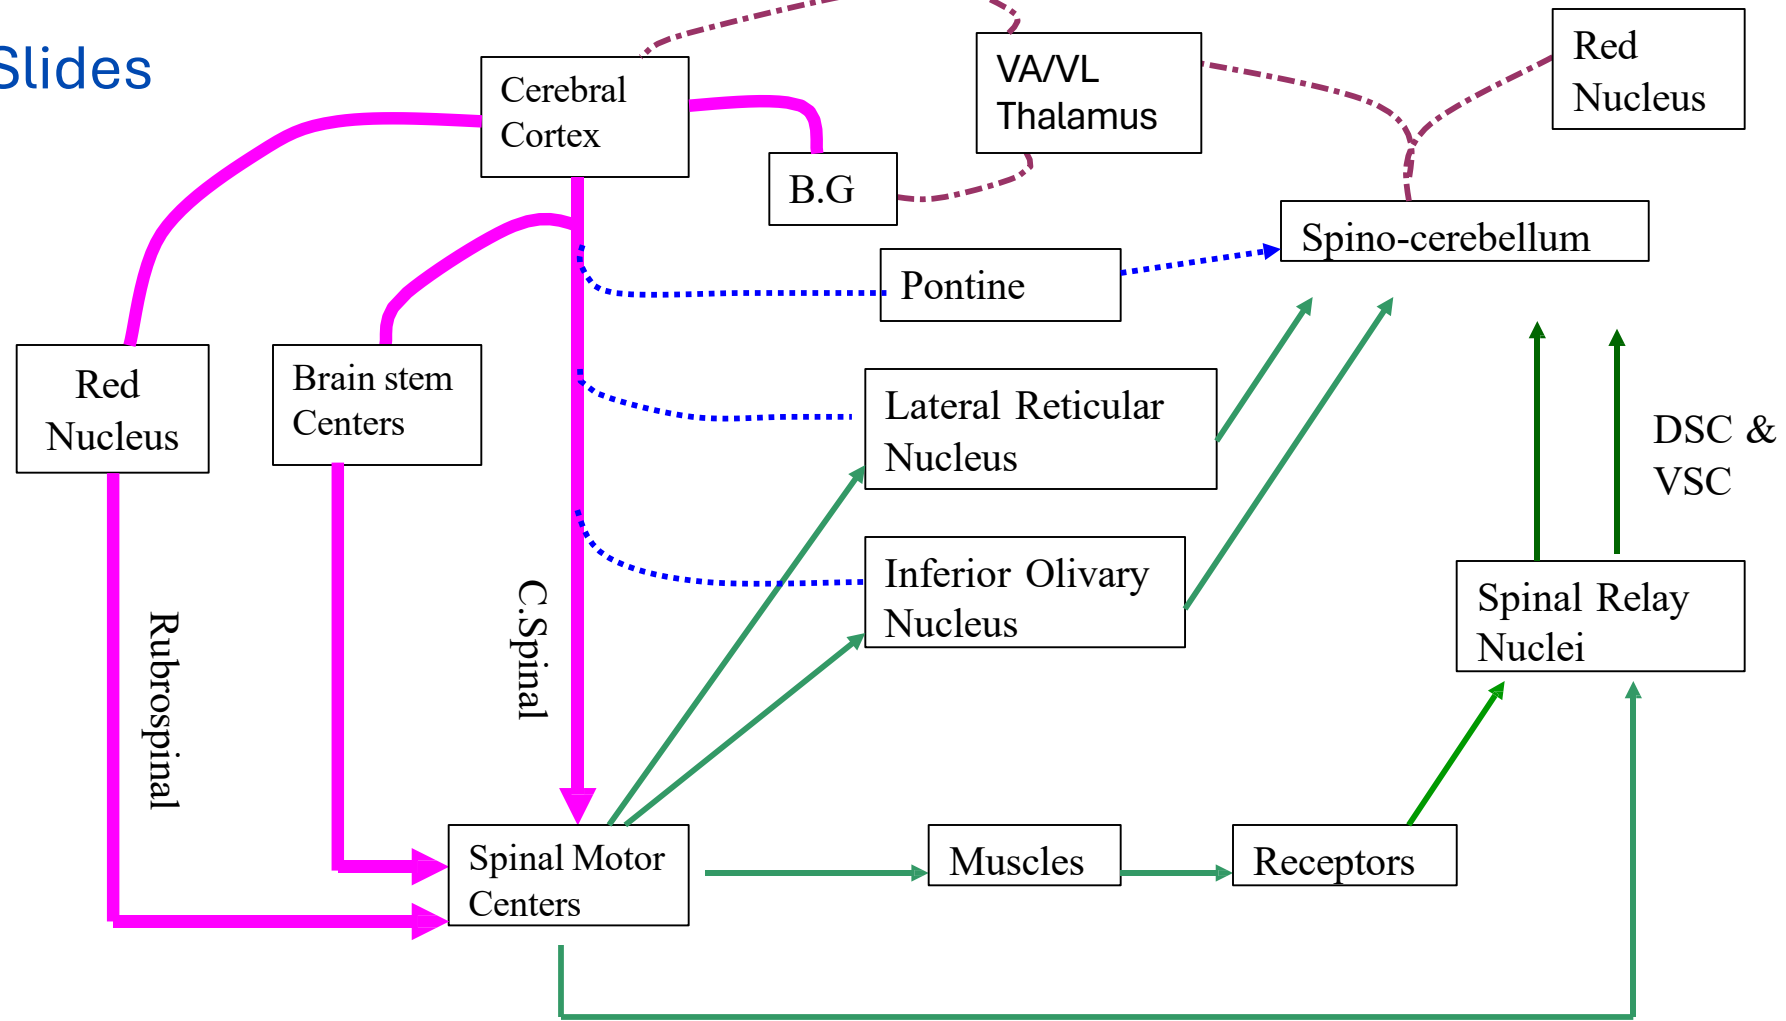 Slides
Cerebral
Cortex
VA/VL
Thalamus
Red
Nucleus
B.G
Spino-cerebellum
Pontine
Red
Nucleus
Brain stem
Centers
Lateral Reticular
Nucleus
DSC &
VSC
Inferior Olivary
Nucleus
Spinal Relay
Nuclei
C.Spinal
Rubrospinal
Spinal Motor
Centers
Muscles
Receptors